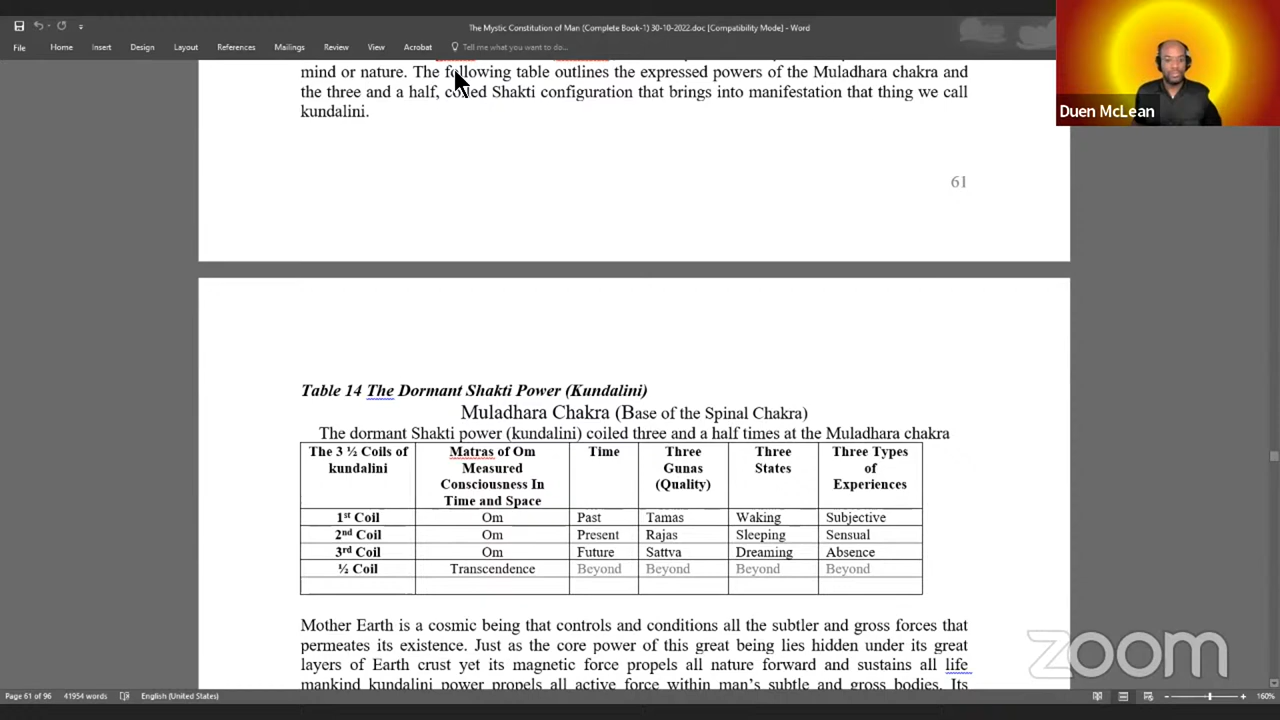 The Mystic Constitution of Man (Complete Book-1) 30-10-2022.doc [Compatibility Mode] - Word
File Home Insert Design Layout References Mailings Review View Acrobat Tell me what you want to do...
Duen McLean
mind or nature. The following table outlines the expressed powers of the Muladhara chakra and
the three and a half, coiled Shakti configuration that brings into manifestation that thing we call
kundalini.
61
Table 14 The Dormant Shakti Power (Kundalini)
Muladhara Chakra (Base of the Spinal Chakra)
The dormant Shakti power (kundalini) coiled three and a half times at the Muladhara chakra
The 3 ½ Coils of kundalini Matras of Om Measured Consciousness In Time and Space Time Three Gunas (Quality) Three States Three Types of Experiences
1st Coil Om Past Tamas Waking Subjective
2nd Coil Om Present Rajas Sleeping Sensual
3rd Coil Om Future Sattva Dreaming Absence
½ Coil Transcendence Beyond Beyond Beyond Beyond
Mother Earth is a cosmic being that controls and conditions all the subtler and gross forces that
permeates its existence. Just as the core power of this great being lies hidden under its great
layers of Earth crust yet its magnetic force propels all nature forward and sustains all life
mankind kundalini power propels all active force within man's subtle and gross bodies. Its
zoom
Page 61 of 96 41954 words English (United States) 160%